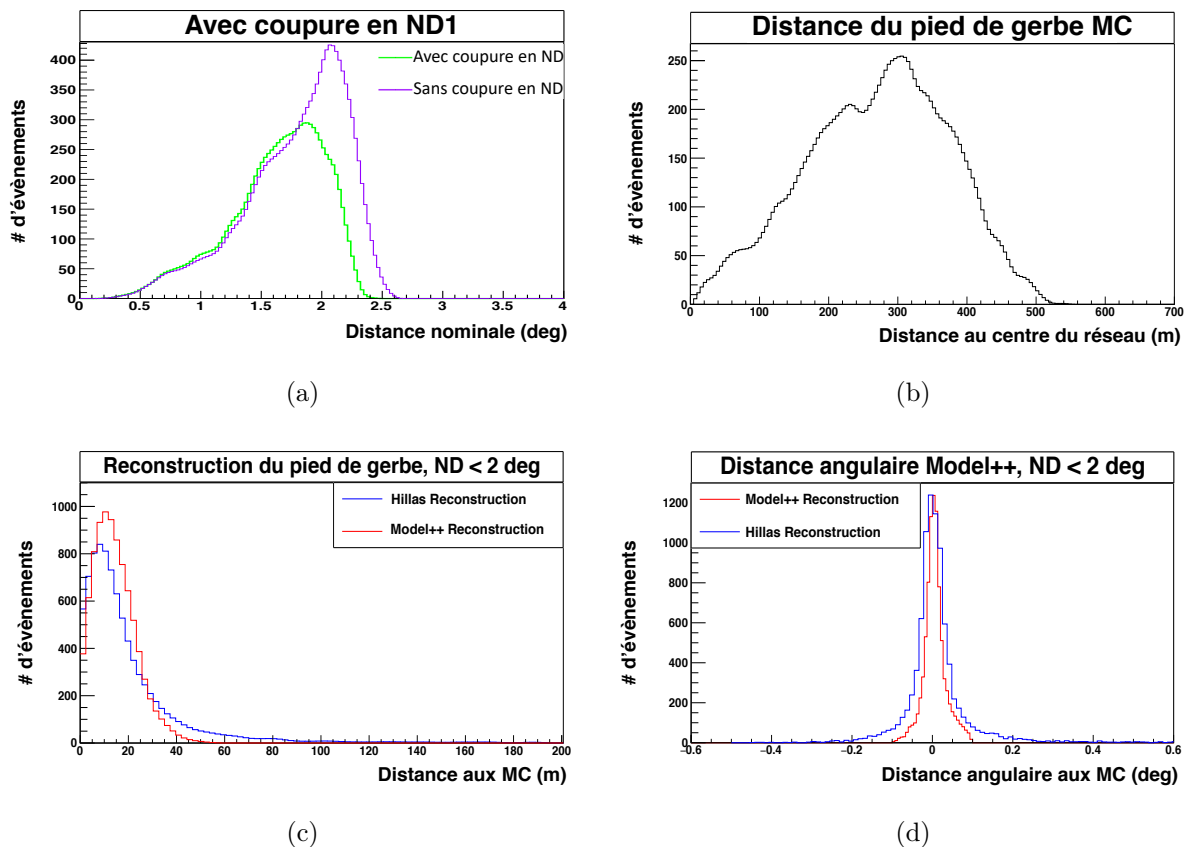 Avec coupure en ND1
Avec coupure en ND
Sans coupure en ND
# d'évènements
400
350
300
250
200
150
100
50
0
0 0.5 1 1.5 2 2.5 3 3.5 4
Distance nominale (deg)
(a)
Distance du pied de gerbe MC
# d'évènements
250
200
150
100
50
0
0 100 200 300 400 500 600 700
Distance au centre du réseau (m)
(b)
Reconstruction du pied de gerbe, ND < 2 deg
Hillas Reconstruction
Model++ Reconstruction
# d'évènements
1000
800
600
400
200
0
0 20 40 60 80 100 120 140 160 180 200
Distance aux MC (m)
(c)
Distance angulaire Model++, ND < 2 deg
Model++ Reconstruction
Hillas Reconstruction
# d'évènements
1200
1000
800
600
400
200
0
−0.6 −0.4 −0.2 0 0.2 0.4 0.6
Distance angulaire aux MC (deg)
(d)